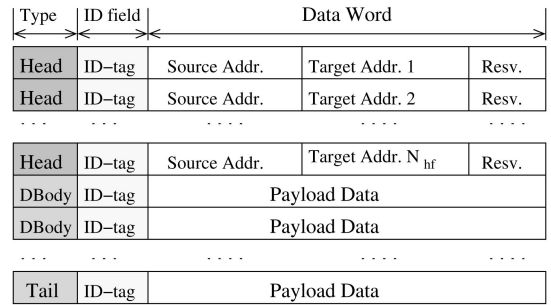 Type ID field Data Word
Head ID−tag Source Addr. Target Addr. 1 Resv.
Head ID−tag Source Addr. Target Addr. 2 Resv.
. . . . . . . . . . . . . . . . . .
Head ID−tag Source Addr. Target Addr. N hf Resv.
DBody ID−tag Payload Data
DBody ID−tag Payload Data
. . . . . . . . . . . . . . . . . .
Tail ID−tag Payload Data